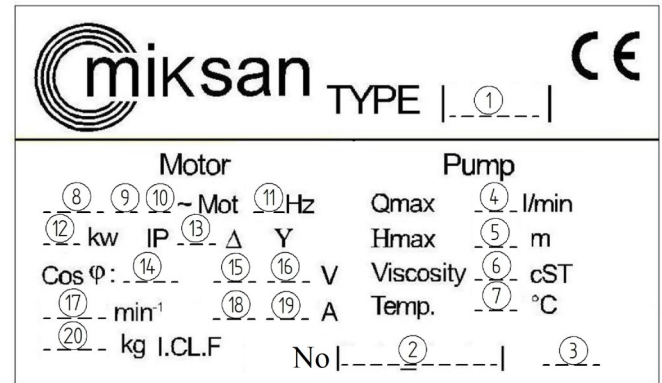 miksan TYPE |_ ① _| CE
Motor
⑧ ⑨ ⑩ ~ Mot ⑪ Hz
⑫ kw IP ⑬ Δ Y
Cos φ: ⑭ ⑮ ⑯ V
⑰ min⁻¹ ⑱ ⑲ A
⑳ kg I.CL.F
Pump
Qmax ④ l/min
Hmax ⑤ m
Viscosity ⑥ cST
Temp. ⑦ °C
No |_ ② _| ③